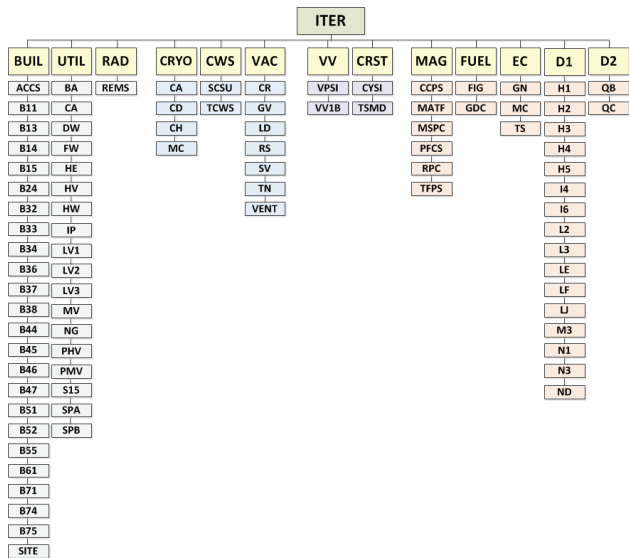 ITER
BUIL UTIL RAD CRYO CWS VAC VV CRST MAG FUEL EC D1 D2
ACCS BA REMS CA SCSU CR VPSI CYSI CCPS FIG GN H1 QB
B11 CA CD TCWS GV VV1B TSMD MATF GDC MC H2 QC
B13 DW CH LD MSPC TS H3
B14 FW MC RS PFCS H4
B15 HE SV RPC H5
B24 HV TN TFPS I4
B32 HW VENT I6
B33 IP L2
B34 LV1 L3
B36 LV2 LE
B37 LV3 LF
B38 MV LJ
B44 NG M3
B45 PHV N1
B46 PMV N3
B47 S15 ND
B51 SPA
B52 SPB
B55
B61
B71
B74
B75
SITE